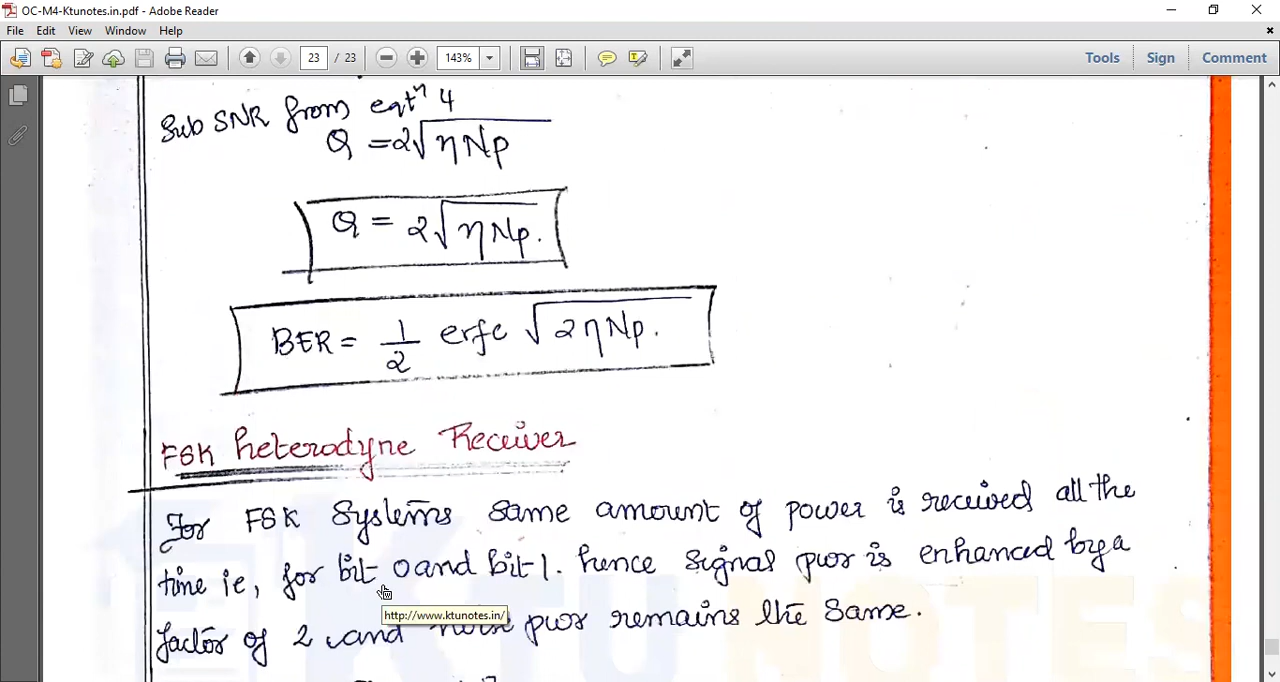 OC-M4-Ktunotes.in.pdf - Adobe Reader
File Edit View Window Help
23 / 23 143% Tools Sign Comment
Sub SNR from eqtⁿ 4
Q = 2√ηNp
Q = 2√ηNp.
BER = 1/2 erfc √2ηNp.
FSK heterodyne Receiver
For FSK Systems same amount of power is received all the
time ie, for bit 0 and bit 1. hence signal pwr is enhanced by a
http://www.ktunotes.in/
factor of 2 and pwr remains the same.
KTU NOTES